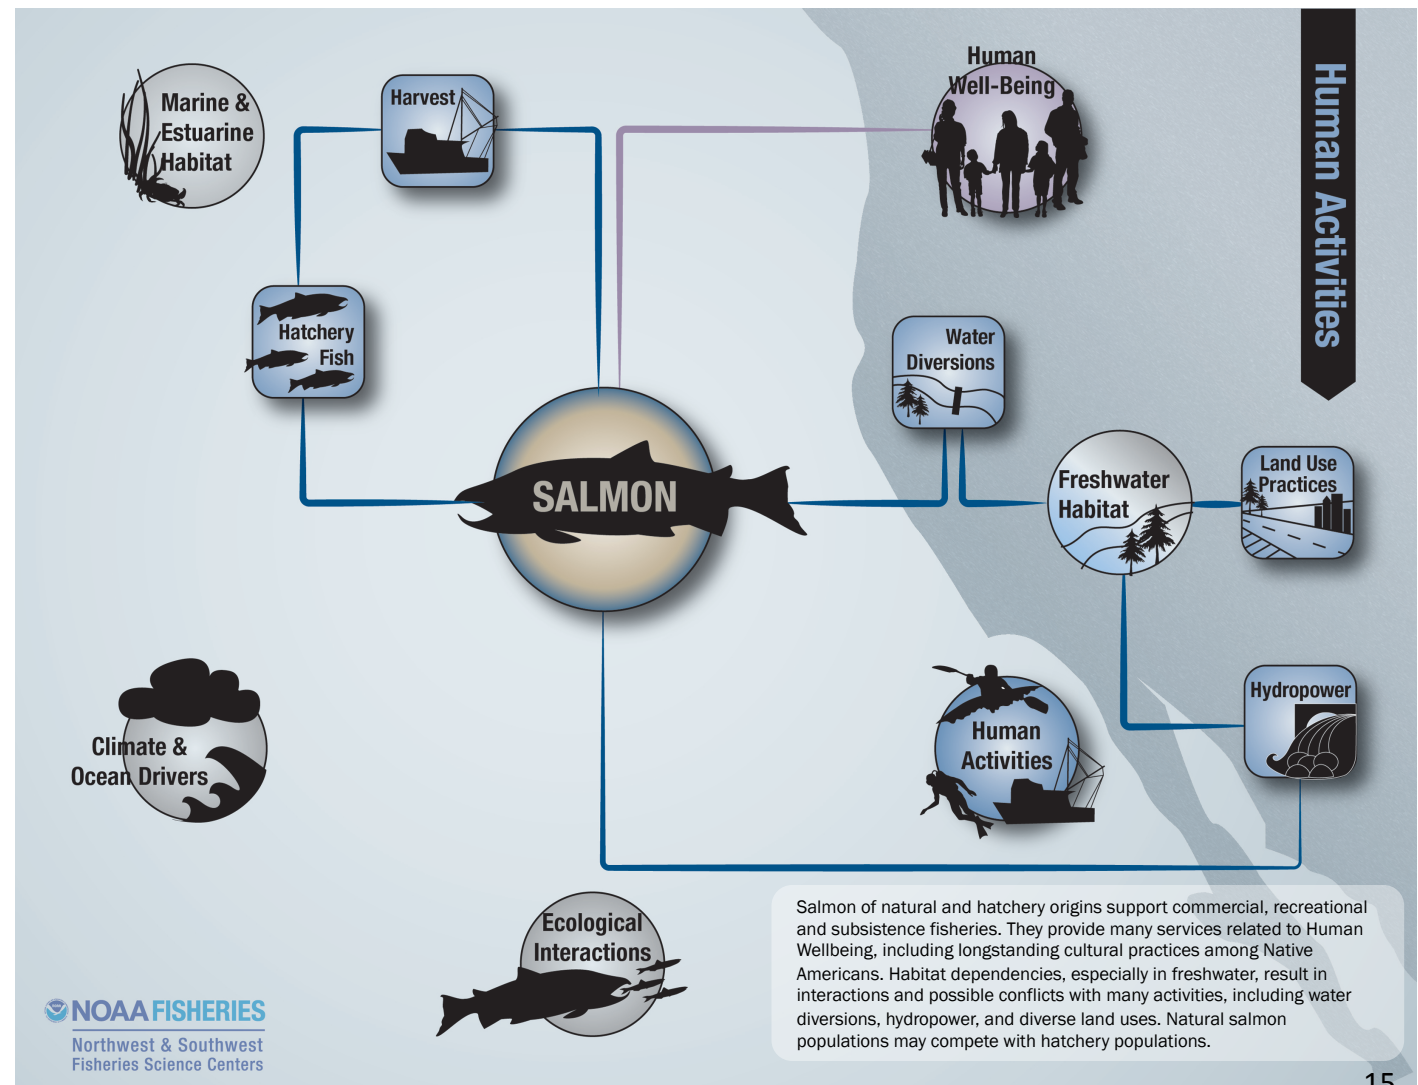 Human
Well-Being
Human Activities
Marine &
Estuarine
Habitat
Harvest
Hatchery
Fish
Water
Diversions
SALMON
Freshwater
Habitat
Land Use
Practices
Climate &
Ocean Drivers
Human
Activities
Hydropower
Ecological
Interactions
Salmon of natural and hatchery origins support commercial, recreational
and subsistence fisheries. They provide many services related to Human
Wellbeing, including longstanding cultural practices among Native
Americans. Habitat dependencies, especially in freshwater, result in
interactions and possible conflicts with many activities, including water
diversions, hydropower, and diverse land uses. Natural salmon
populations may compete with hatchery populations.
NOAA FISHERIES
Northwest & Southwest
Fisheries Science Centers
15